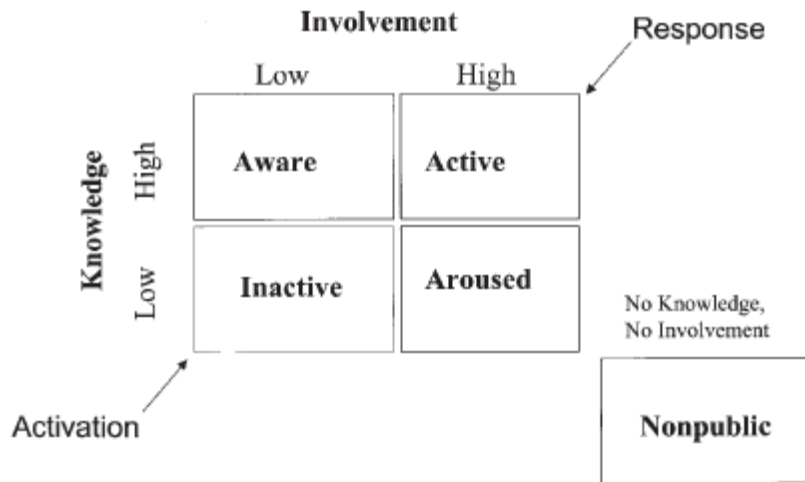 Involvement
Response
Low
High
Knowledge
High
Aware
Active
Low
Inactive
Aroused
No Knowledge,
No Involvement
Activation
Nonpublic